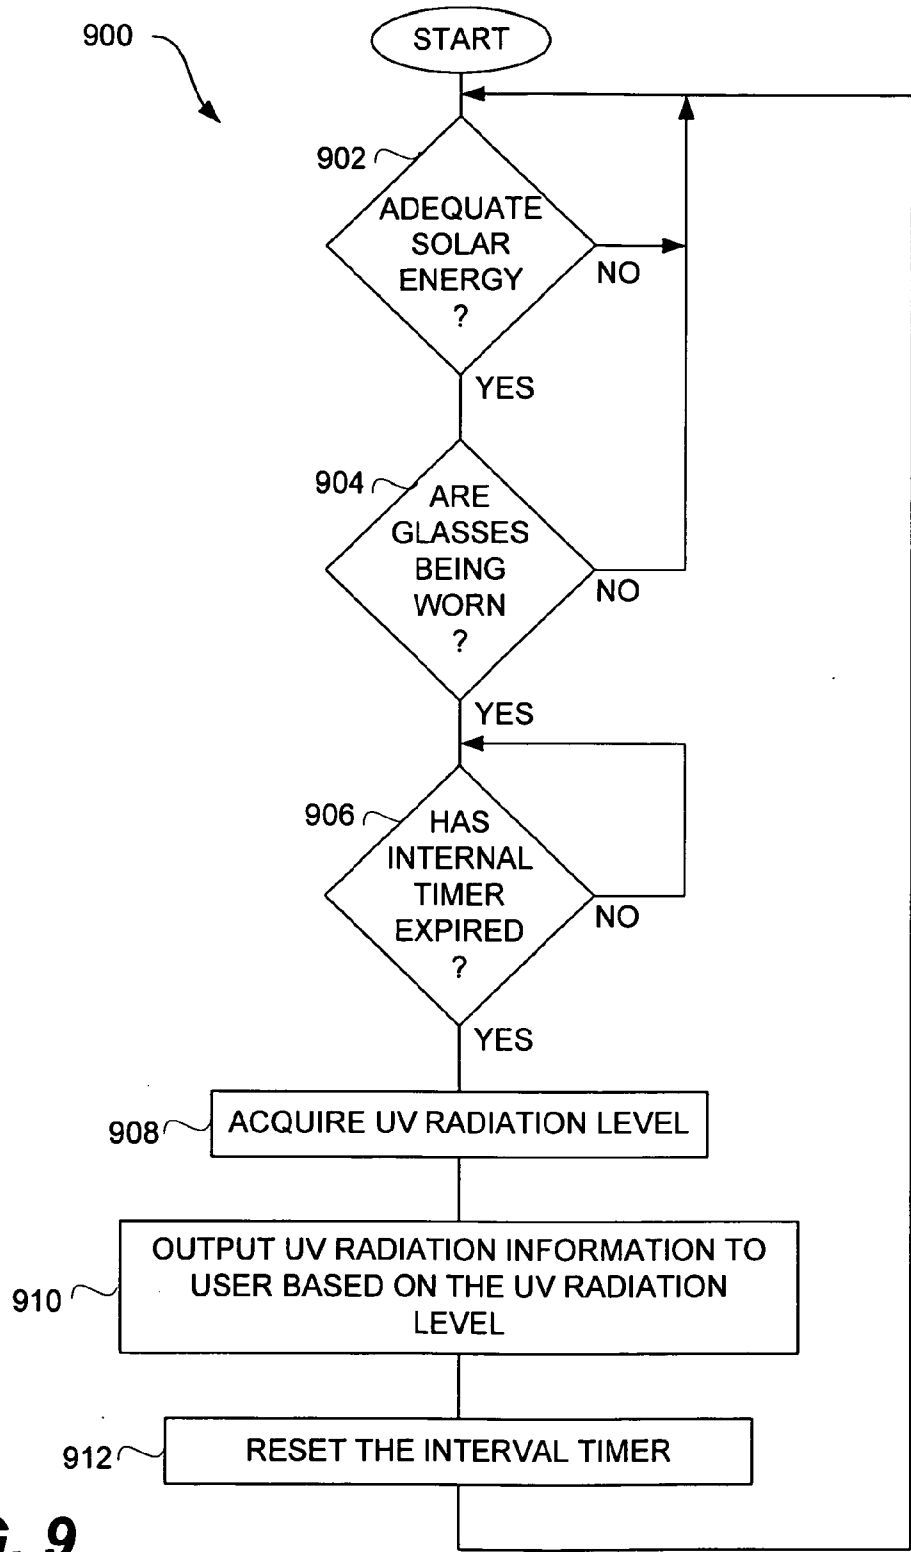 900
START
902
ADEQUATE
SOLAR
ENERGY
?
NO
YES
904
ARE
GLASSES
BEING
WORN
?
NO
YES
906
HAS
INTERNAL
TIMER
EXPIRED
?
NO
YES
908
ACQUIRE UV RADIATION LEVEL
910
OUTPUT UV RADIATION INFORMATION TO
USER BASED ON THE UV RADIATION
LEVEL
912
RESET THE INTERVAL TIMER
G. 9